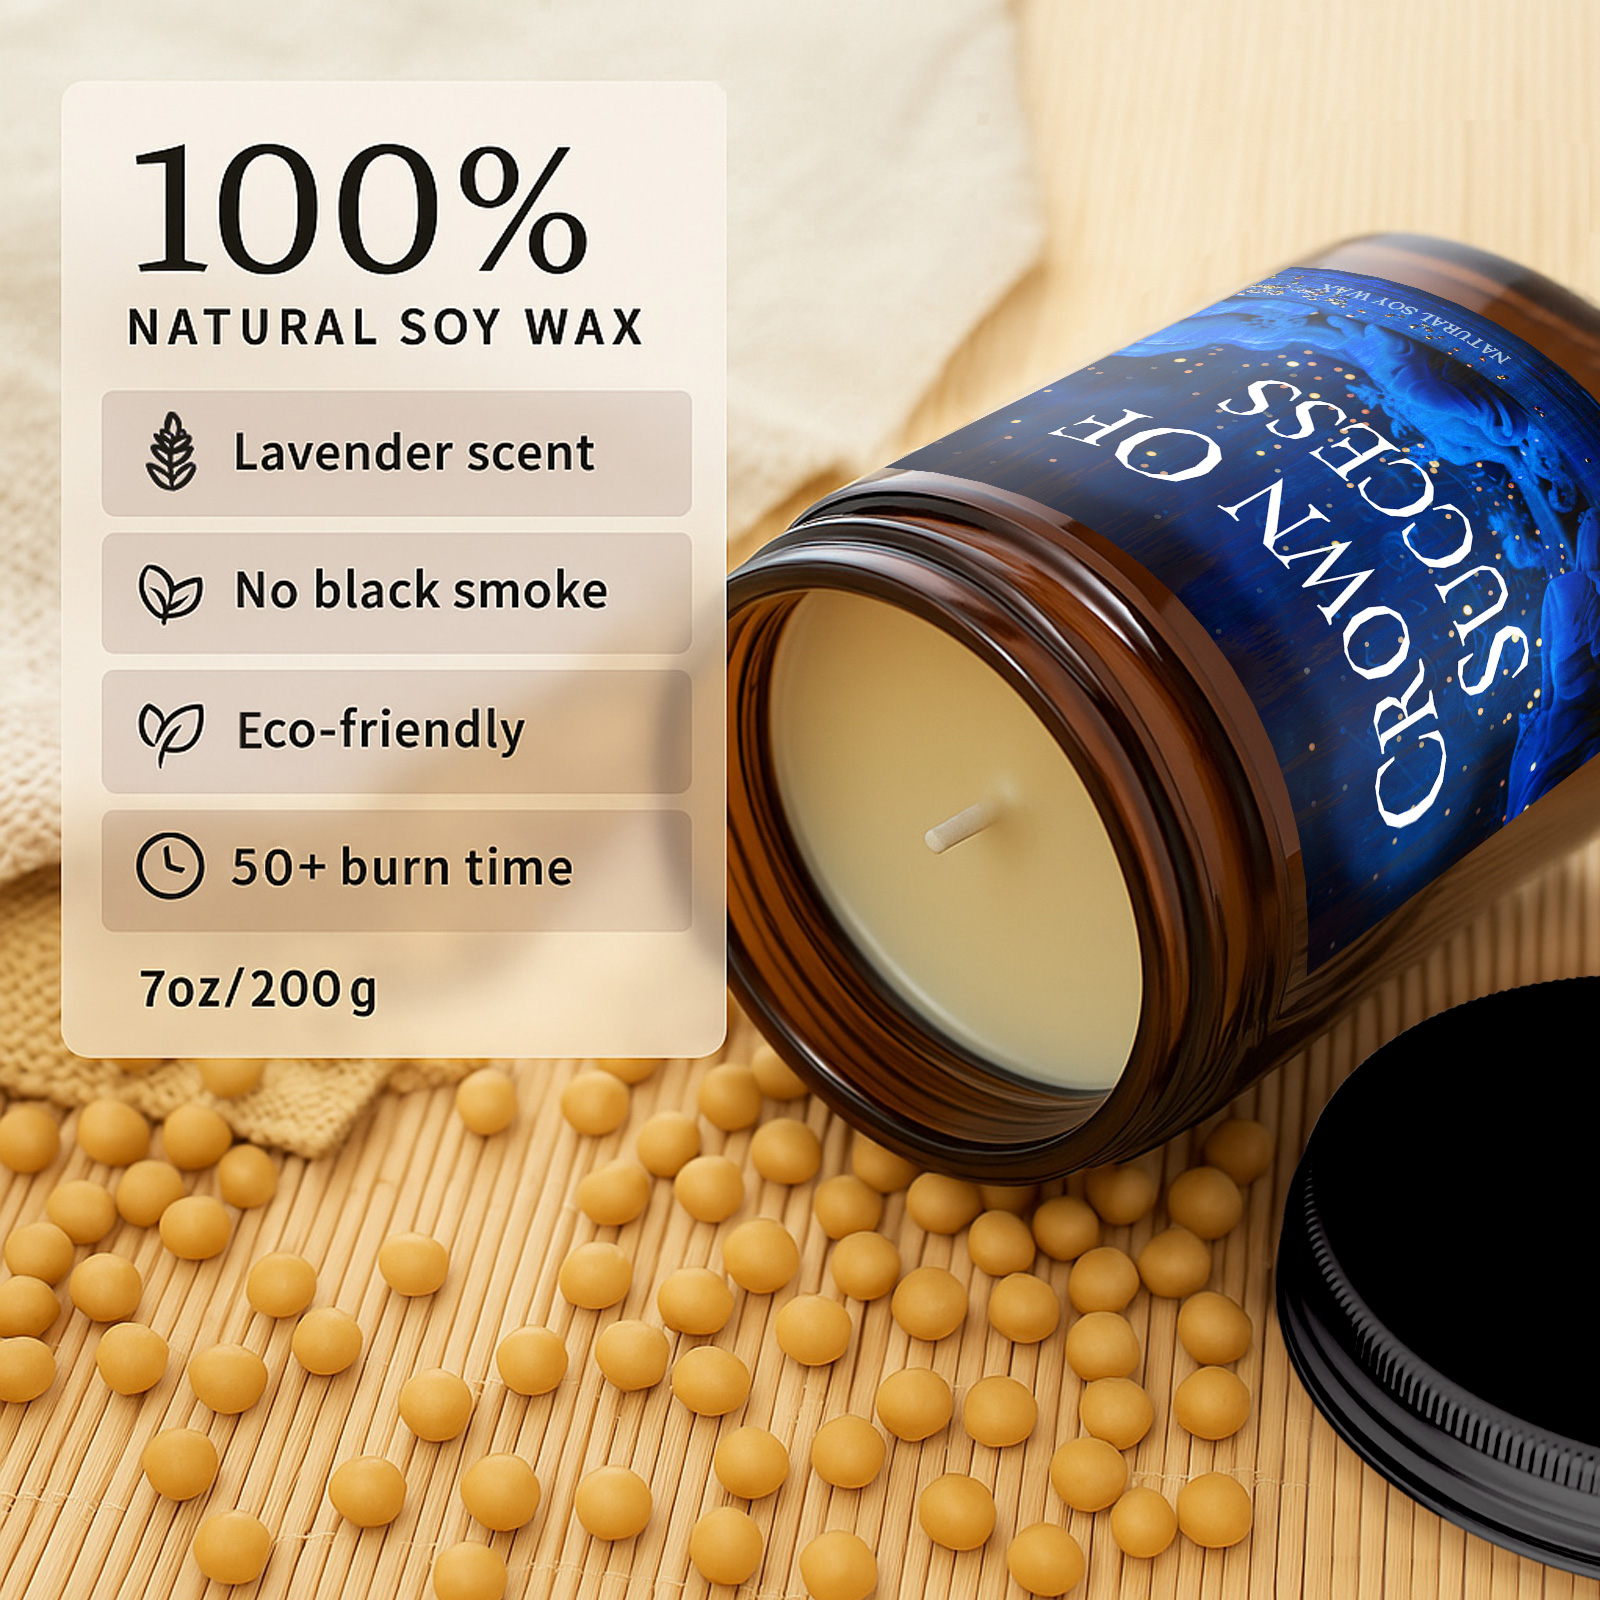 100%
NATURAL SOY WAX
Lavender scent
No black smoke
Eco-friendly
50+ burn time
7oz/200g
CROWN OF
SUCCESS
NATURAL SOY WAX